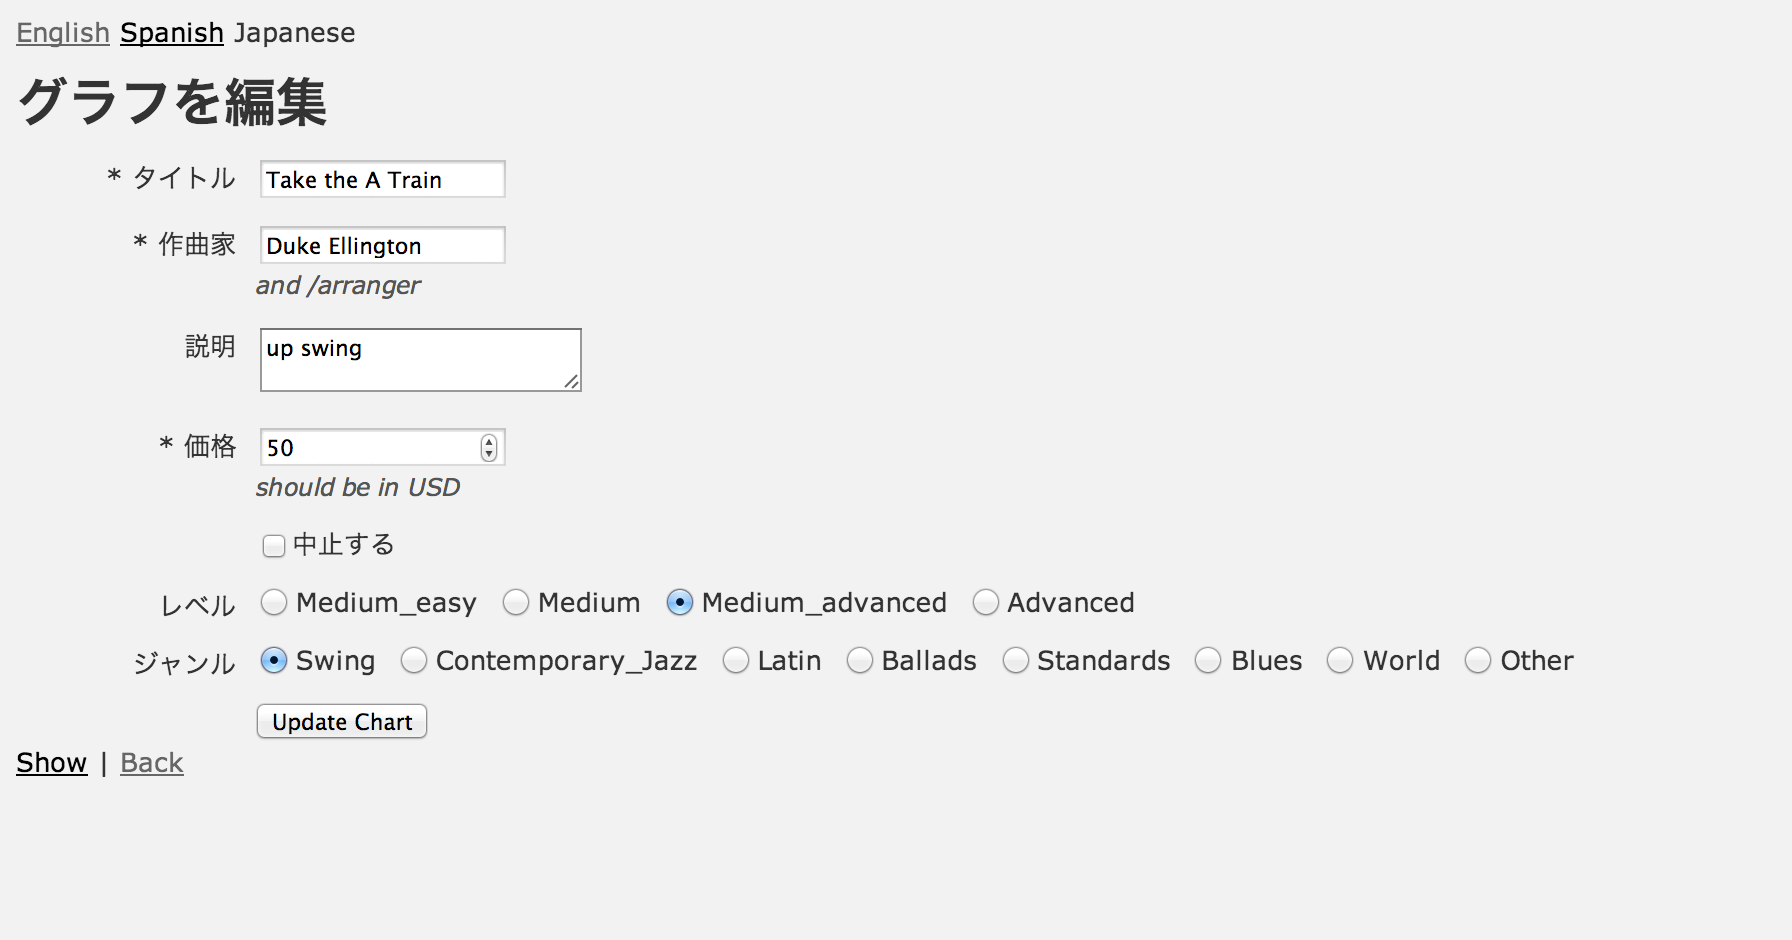 English Spanish Japanese
グラフを編集
* タイトル Take the A Train
* 作曲家 Duke Ellington
and /arranger
説明 up swing
* 価格 50
should be in USD
中止する
レベル Medium_easy Medium Medium_advanced Advanced
ジャンル Swing Contemporary_Jazz Latin Ballads Standards Blues World Other
Update Chart
Show | Back